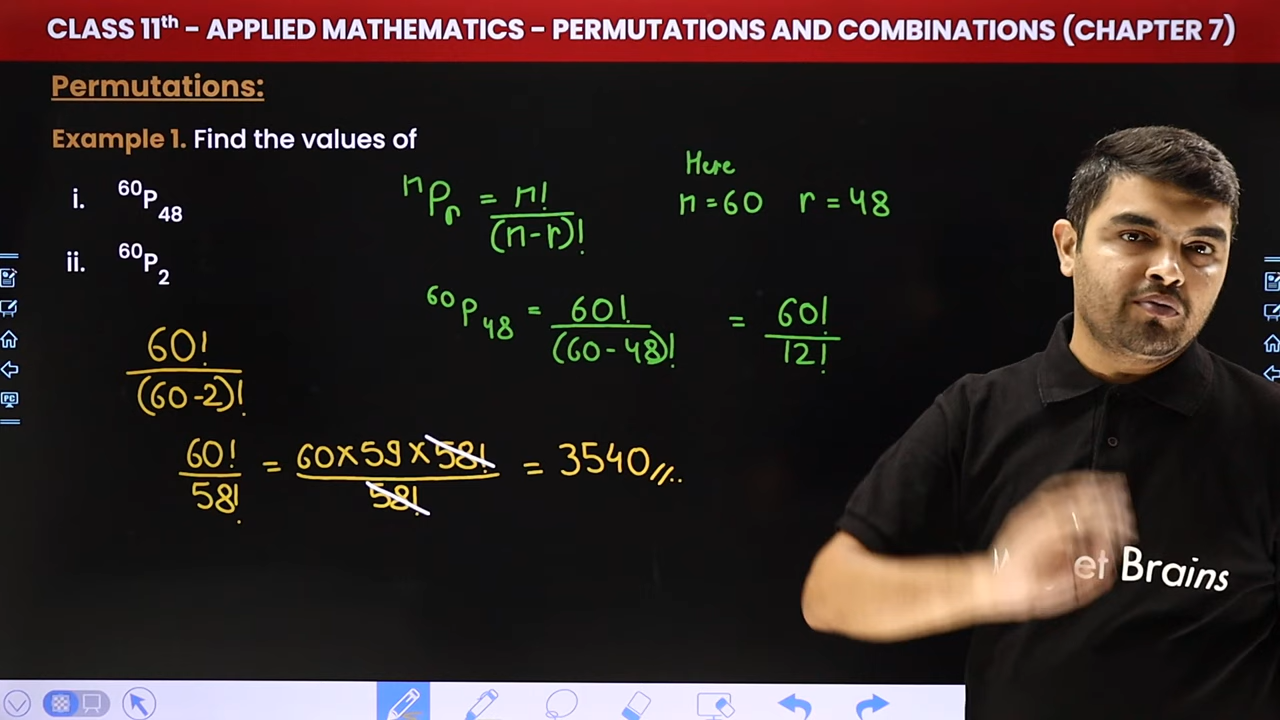 CLASS 11th - APPLIED MATHEMATICS - PERMUTATIONS AND COMBINATIONS (CHAPTER 7)
Permutations:
Example 1. Find the values of
i. ⁶⁰P₄₈
ii. ⁶⁰P₂
ⁿPᵣ = n! / (n-r)!
Here
n = 60 r = 48
⁶⁰P₄₈ = 60! / (60-48)! = 60! / 12!
60! / (60-2)!
60! / 58! = 60×59×58! / 58! = 3540//..
et Brains
PC